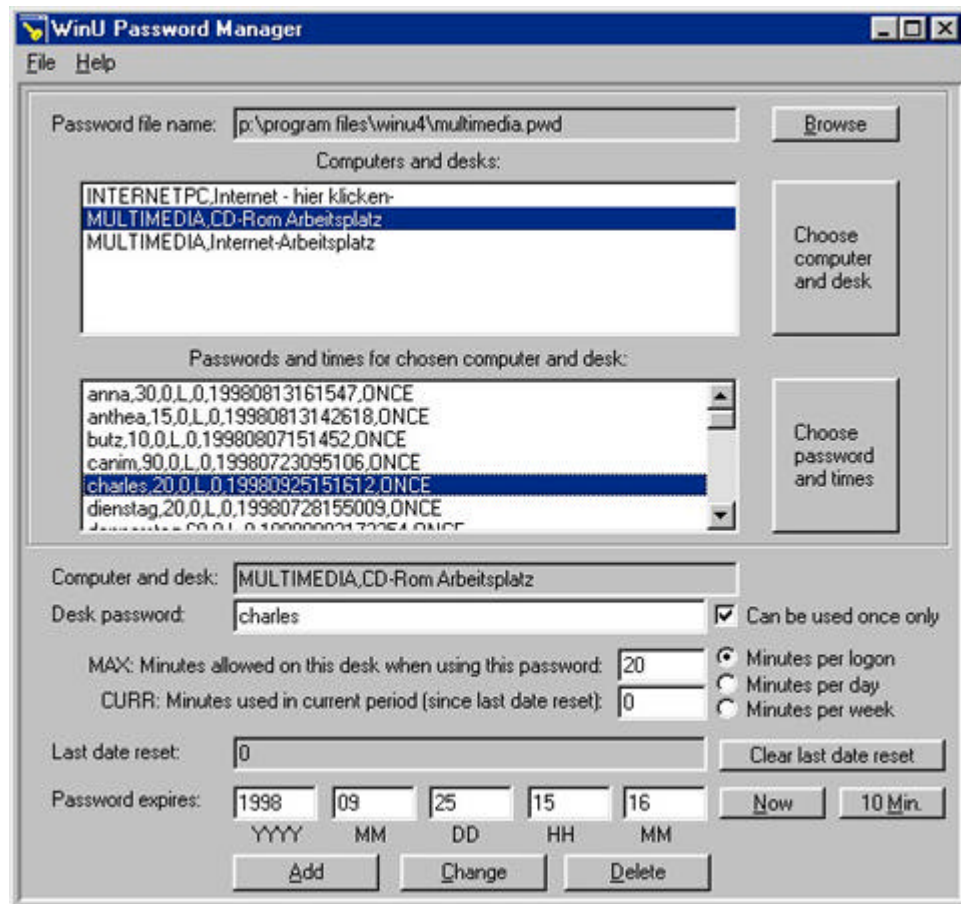 WinU Password Manager
File Help
Password file name: p:\program files\winu4\multimedia.pwd Browse
Computers and desks:
INTERNETPC,Internet - hier klicken-
MULTIMEDIA,CD-Rom Arbeitsplatz
MULTIMEDIA,Internet-Arbeitsplatz
Choose computer and desk
Passwords and times for chosen computer and desk:
anna,30,0,L,0,19980813161547,ONCE
anthea,15,0,L,0,19980813142618,ONCE
butz,10,0,L,0,19980807151452,ONCE
canim,90,0,L,0,19980723095106,ONCE
charles,20,0,L,0,19980925151612,ONCE
dienstag,20,0,L,0,19980728155009,ONCE
Choose password and times
Computer and desk: MULTIMEDIA,CD-Rom Arbeitsplatz
Desk password: charles Can be used once only
MAX: Minutes allowed on this desk when using this password: 20 Minutes per logon
Minutes per day
CURR: Minutes used in current period (since last date reset): 0 Minutes per week
Last date reset: 0 Clear last date reset
Password expires: 1998 09 25 15 16 Now 10 Min.
YYYY MM DD HH MM
Add Change Delete